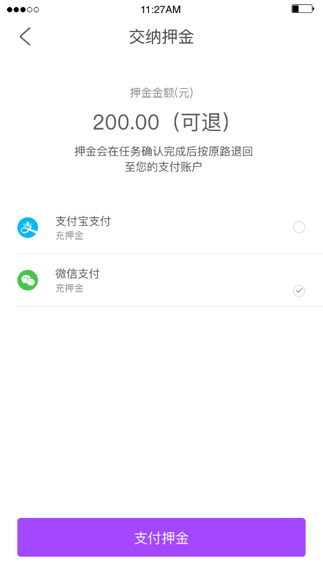 11:27AM
交纳押金
押金金额(元)
200.00（可退）
押金会在任务确认完成后按原路退回
至您的支付账户
支付宝支付
充押金
微信支付
充押金
支付押金